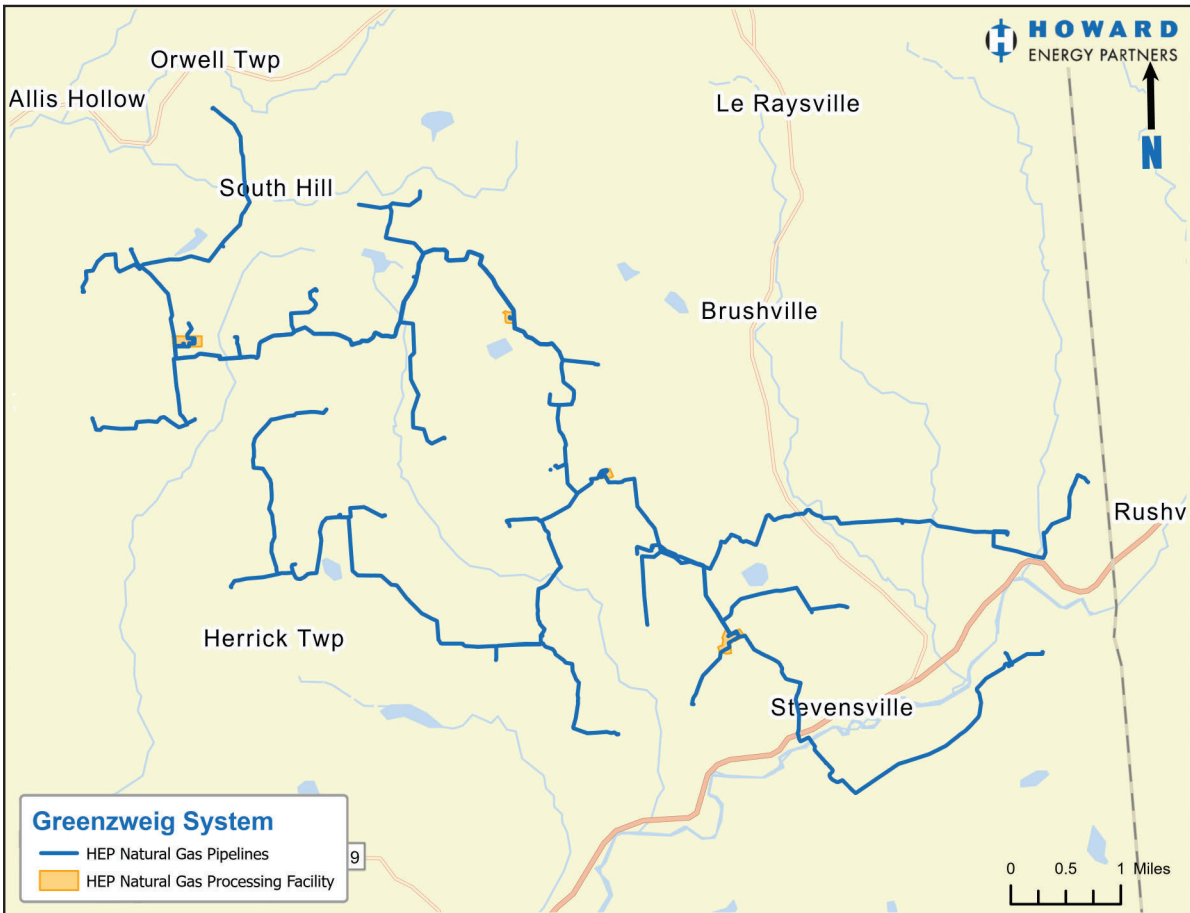 HOWARD
ENERGY PARTNERS
N
Orwell Twp
Allis Hollow
Le Raysville
South Hill
Brushville
Rushv
Herrick Twp
Stevensville
Greenzweig System
HEP Natural Gas Pipelines
HEP Natural Gas Processing Facility
9
0 0.5 1 Miles